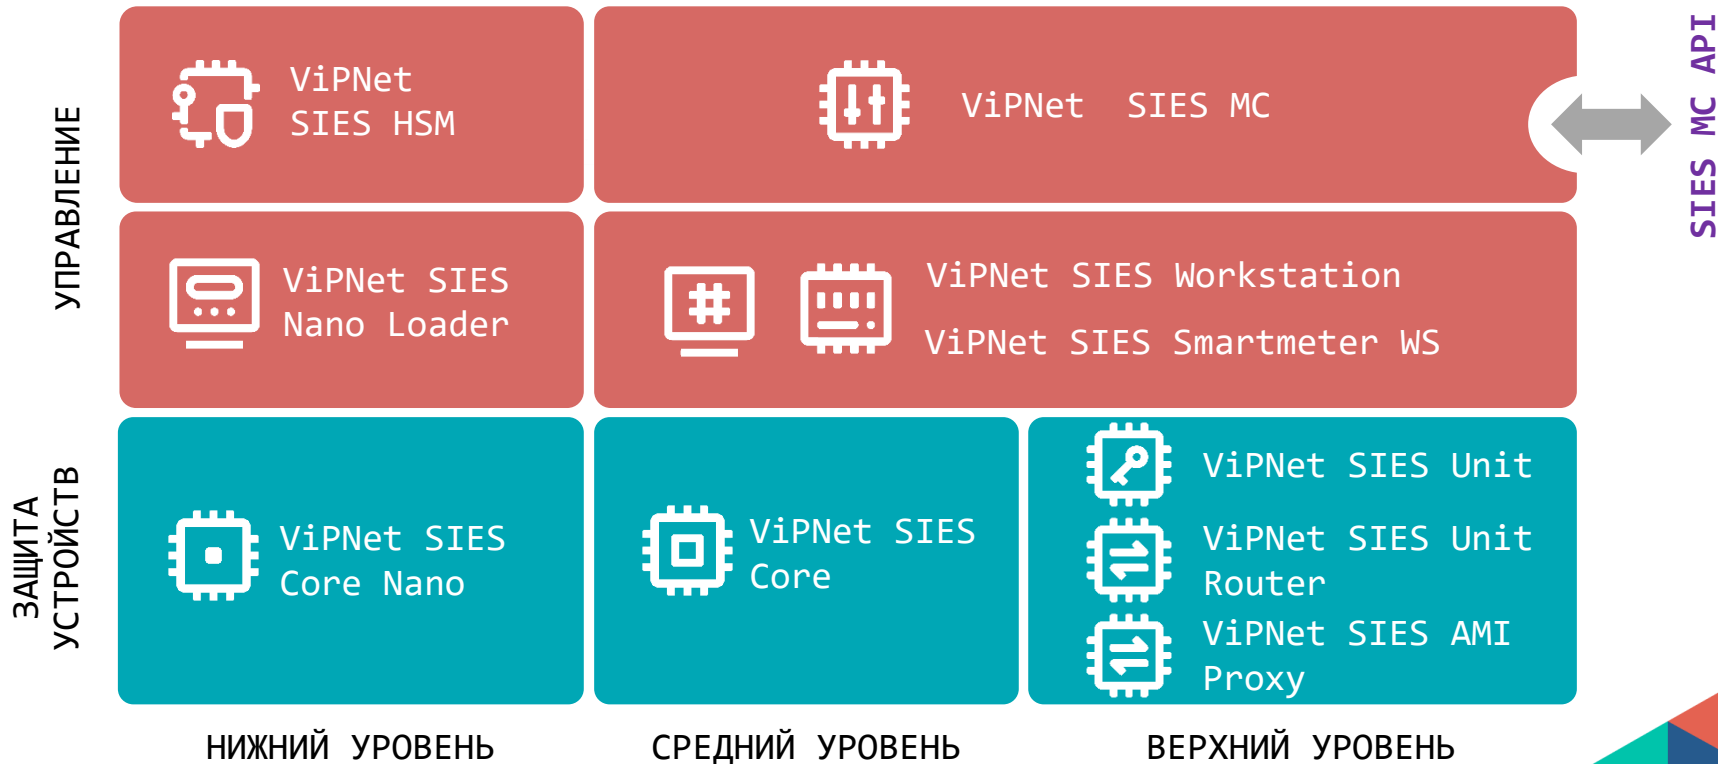 УПРАВЛЕНИЕ
ViPNet
SIES HSM
ViPNet SIES MC
SIES MC API
ViPNet SIES
Nano Loader
ViPNet SIES Workstation
ViPNet SIES Smartmeter WS
ЗАЩИТА
УСТРОЙСТВ
ViPNet SIES
Core Nano
ViPNet SIES
Core
ViPNet SIES Unit
ViPNet SIES Unit
Router
ViPNet SIES AMI
Proxy
НИЖНИЙ УРОВЕНЬ
СРЕДНИЙ УРОВЕНЬ
ВЕРХНИЙ УРОВЕНЬ